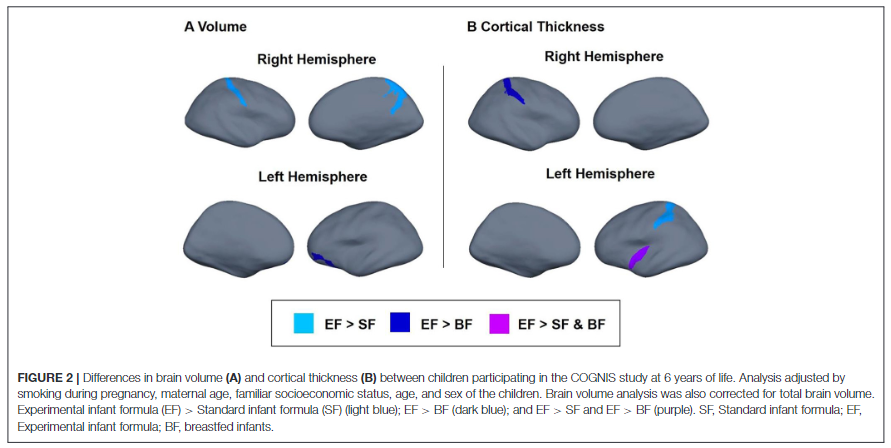 A Volume
Right Hemisphere
Left Hemisphere
B Cortical Thickness
Right Hemisphere
Left Hemisphere
EF > SF EF > BF EF > SF & BF
FIGURE 2 | Differences in brain volume (A) and cortical thickness (B) between children participating in the COGNIS study at 6 years of life. Analysis adjusted by
smoking during pregnancy, maternal age, familiar socioeconomic status, age, and sex of the children. Brain volume analysis was also corrected for total brain volume.
Experimental infant formula (EF) > Standard infant formula (SF) (light blue); EF > BF (dark blue); and EF > SF and EF > BF (purple). SF, Standard infant formula; EF,
Experimental infant formula; BF, breastfed infants.